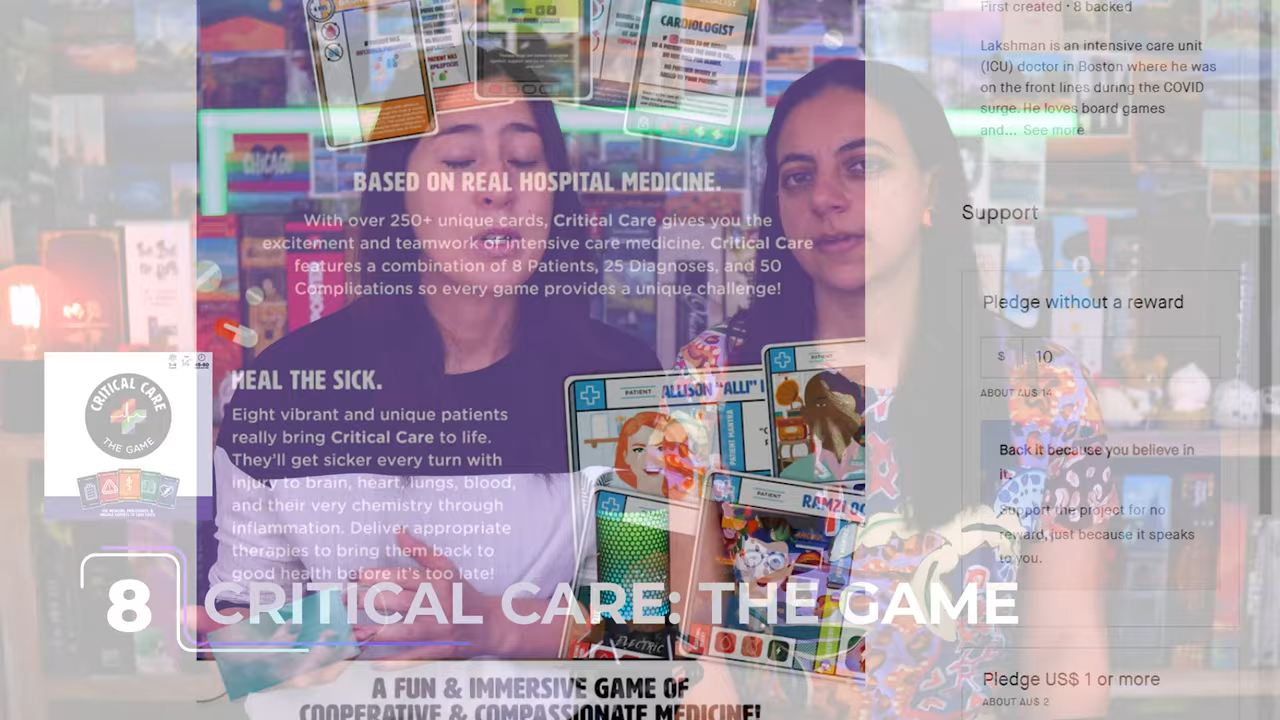 CARDIOLOGIST
First created · 8 backed
Lakshman is an intensive care unit
(ICU) doctor in Boston where he was
on the front lines during the COVID
surge. He loves board games
and... See more
CHICAGO
BASED ON REAL HOSPITAL MEDICINE.
With over 250+ unique cards, Critical Care gives you the
excitement and teamwork of intensive care medicine. Critical Care
features a combination of 8 Patients, 25 Diagnoses, and 50
Complications so every game provides a unique challenge!
Support
Pledge without a reward
$ 10
ABOUT AU$ 14
Back it because you believe in
it.
Support the project for no
reward, just because it speaks
to you.
CRITICAL CARE
THE GAME
HEAL THE SICK.
Eight vibrant and unique patients
really bring Critical Care to life.
They'll get sicker every turn with
injury to brain, heart, lungs, blood,
and their very chemistry through
inflammation. Deliver appropriate
therapies to bring them back to
good health before it's too late!
PATIENT
ALLISON "ALLI"
PATIENT MANTRA
PATIENT
PATIENT
RAMZI
ELECTRIC
8 CRITICAL CARE: THE GAME
Pledge US$ 1 or more
ABOUT AU$ 2
A FUN & IMMERSIVE GAME OF
COOPERATIVE & COMPASSIONATE MEDICINE!